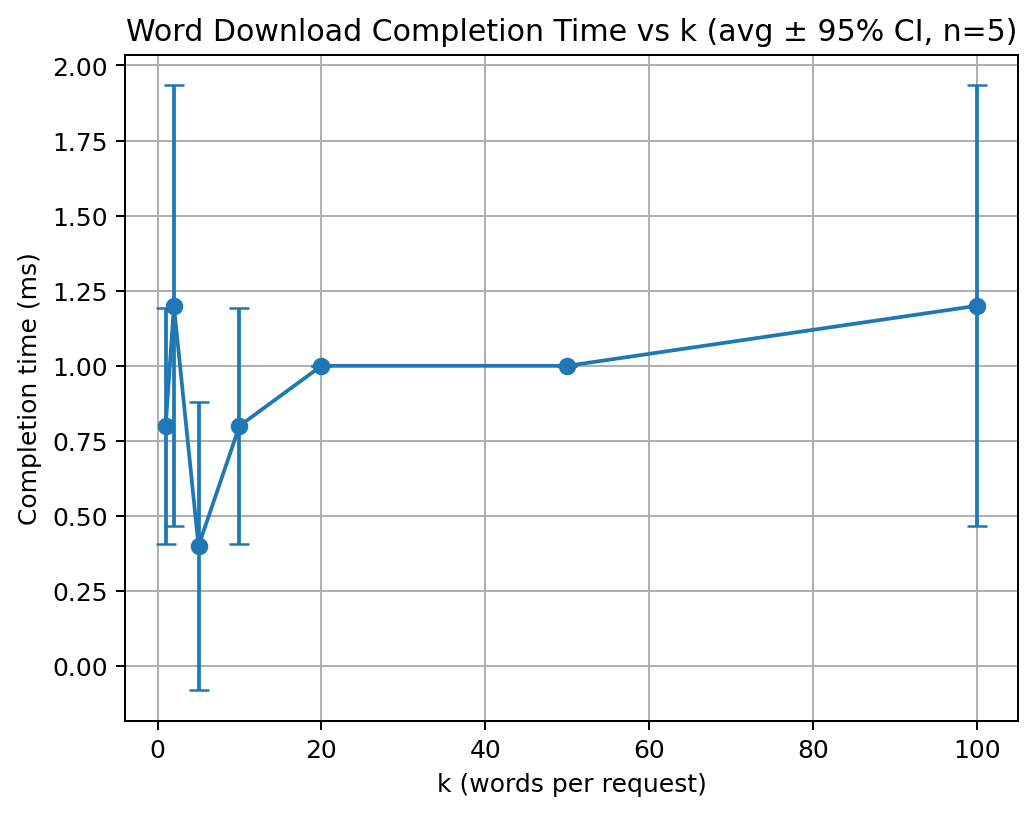 Word Download Completion Time vs k (avg ± 95% CI, n=5)
2.00
1.75
1.50
1.25
1.00
0.75
0.50
0.25
0.00
Completion time (ms)
0 20 40 60 80 100
k (words per request)